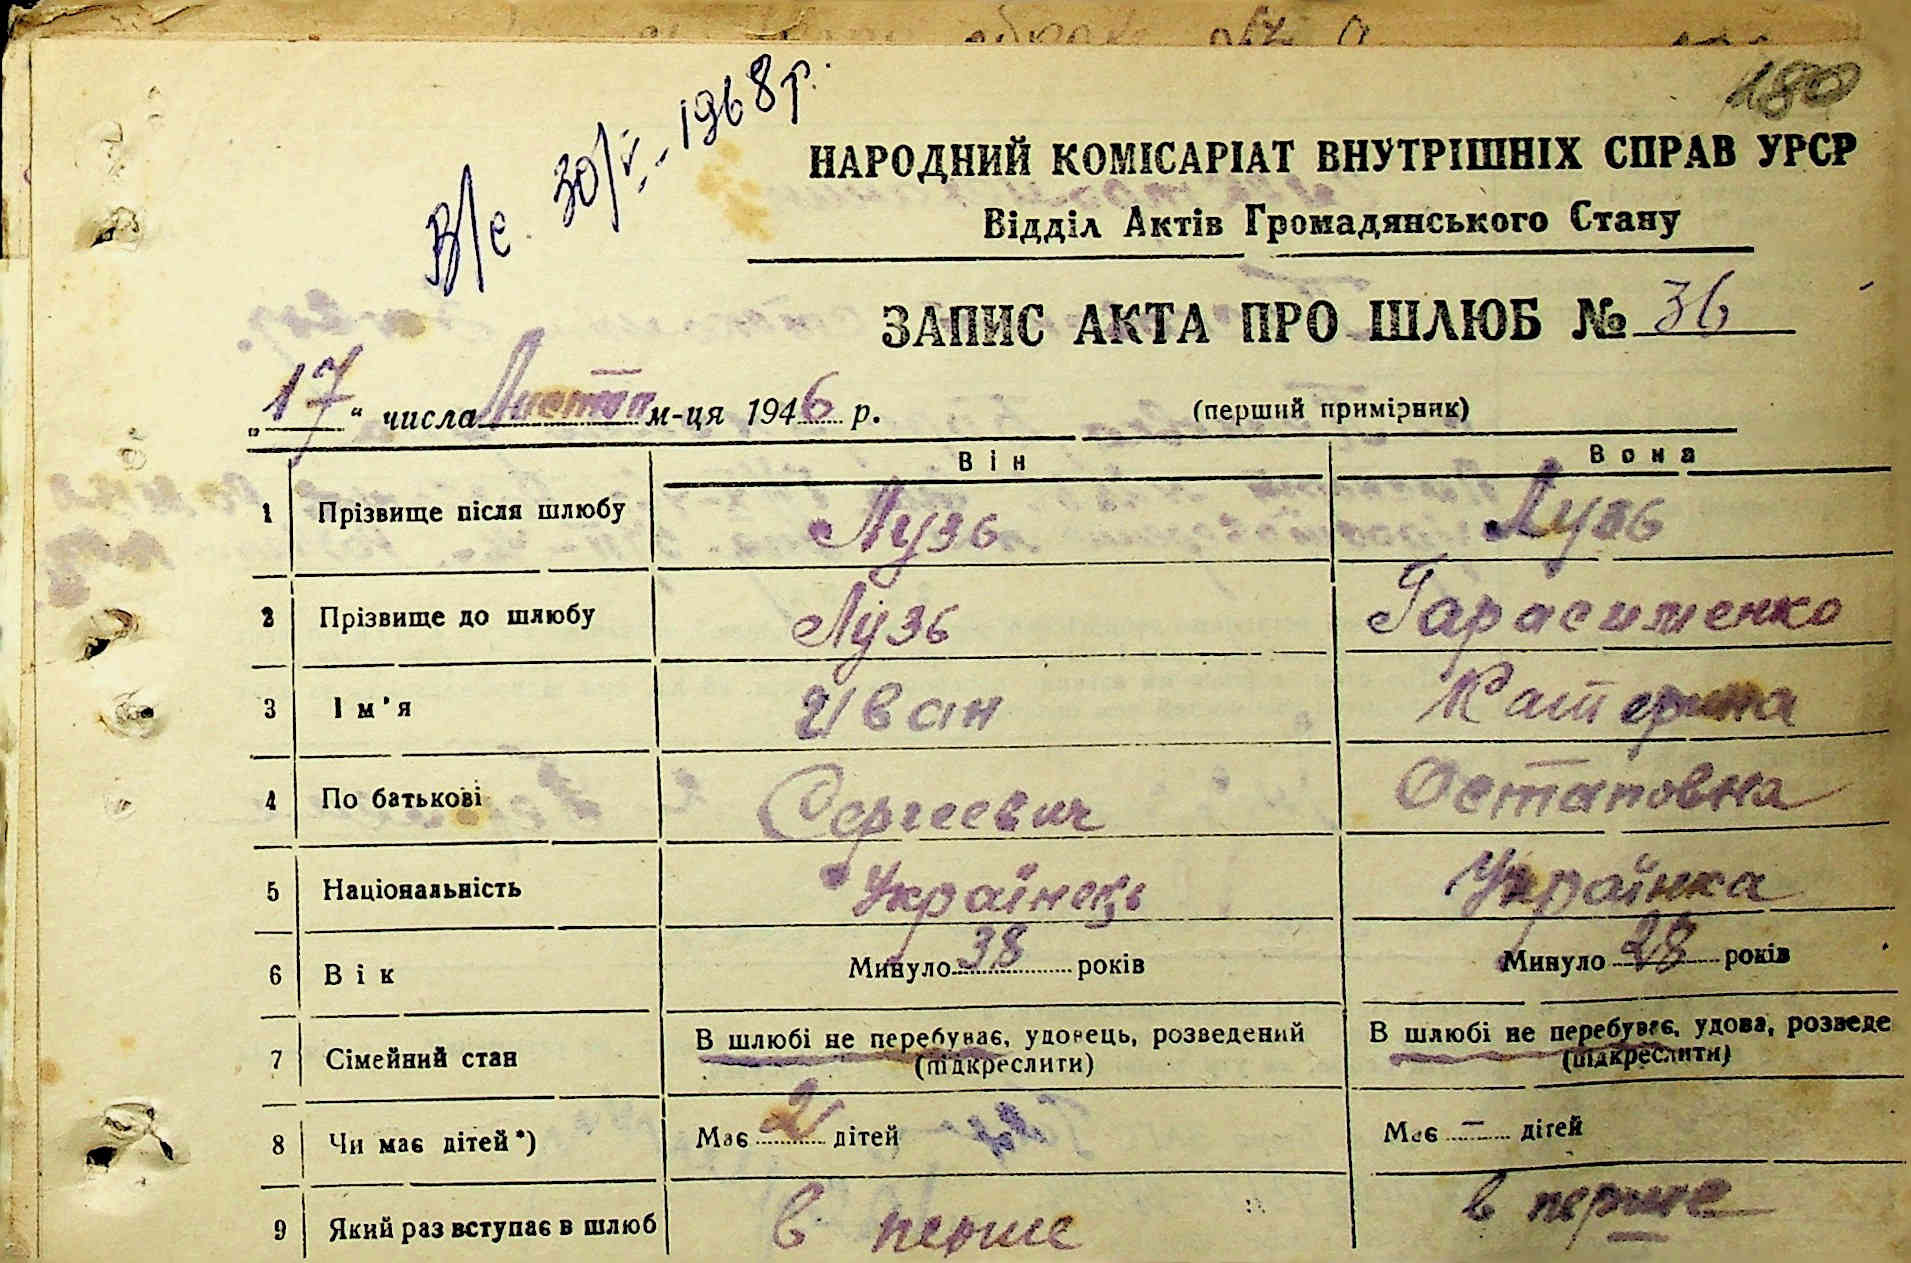 180
В/с. 30/V - 1968 р.
НАРОДНИЙ КОМІСАРІАТ ВНУТРІШНІХ СПРАВ УРСР
Відділ Актів Громадянського Стану
ЗАПИС АКТА ПРО ШЛЮБ № 36
„17“ числа Листоп м-ця 1946 р. (перший примірник)
Він Вона
1 Прізвище після шлюбу Лузь Лузь
2 Прізвище до шлюбу Лузь Гарасименко
3 Ім'я Иван Катерина
4 По батькові Сергеевич Остаповна
5 Національність Українець Українка
6 Вік Минуло 38 років Минуло 28 років
7 Сімейний стан В шлюбі не перебуває, удовець, розведений В шлюбі не перебуває, удова, розведе
(підкреслити) (підкреслити)
8 Чи має дітей*) Має 2 дітей Має — дітей
9 Який раз вступає в шлюб в перше в перше